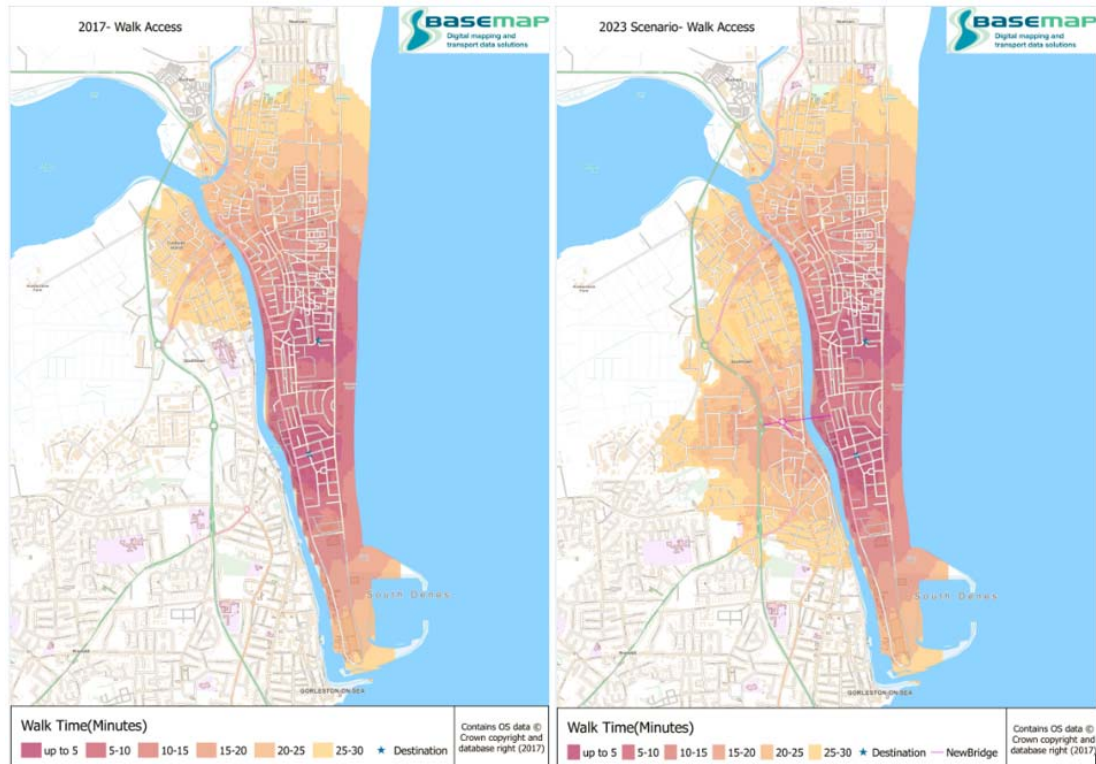 2017- Walk Access
BASEMAP
Digital mapping and
transport data solutions
South Denes
GORLESTON-ON-SEA
Walk Time(Minutes)
up to 5 5-10 10-15 15-20 20-25 25-30 Destination
Contains OS data ©
Crown copyright and
database right (2017)
2023 Scenario- Walk Access
BASEMAP
Digital mapping and
transport data solutions
South Denes
GORLESTON-ON-SEA
Walk Time(Minutes)
up to 5 5-10 10-15 15-20 20-25 25-30 Destination NewBridge
Contains OS data ©
Crown copyright and
database right (2017)